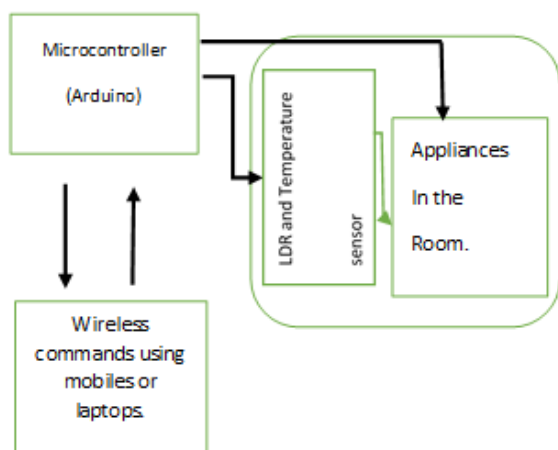 Microcontroller
(Arduino)
LDR and Temperature
sensor
Appliances
In the
Room.
Wireless
commands using
mobiles or
laptops.